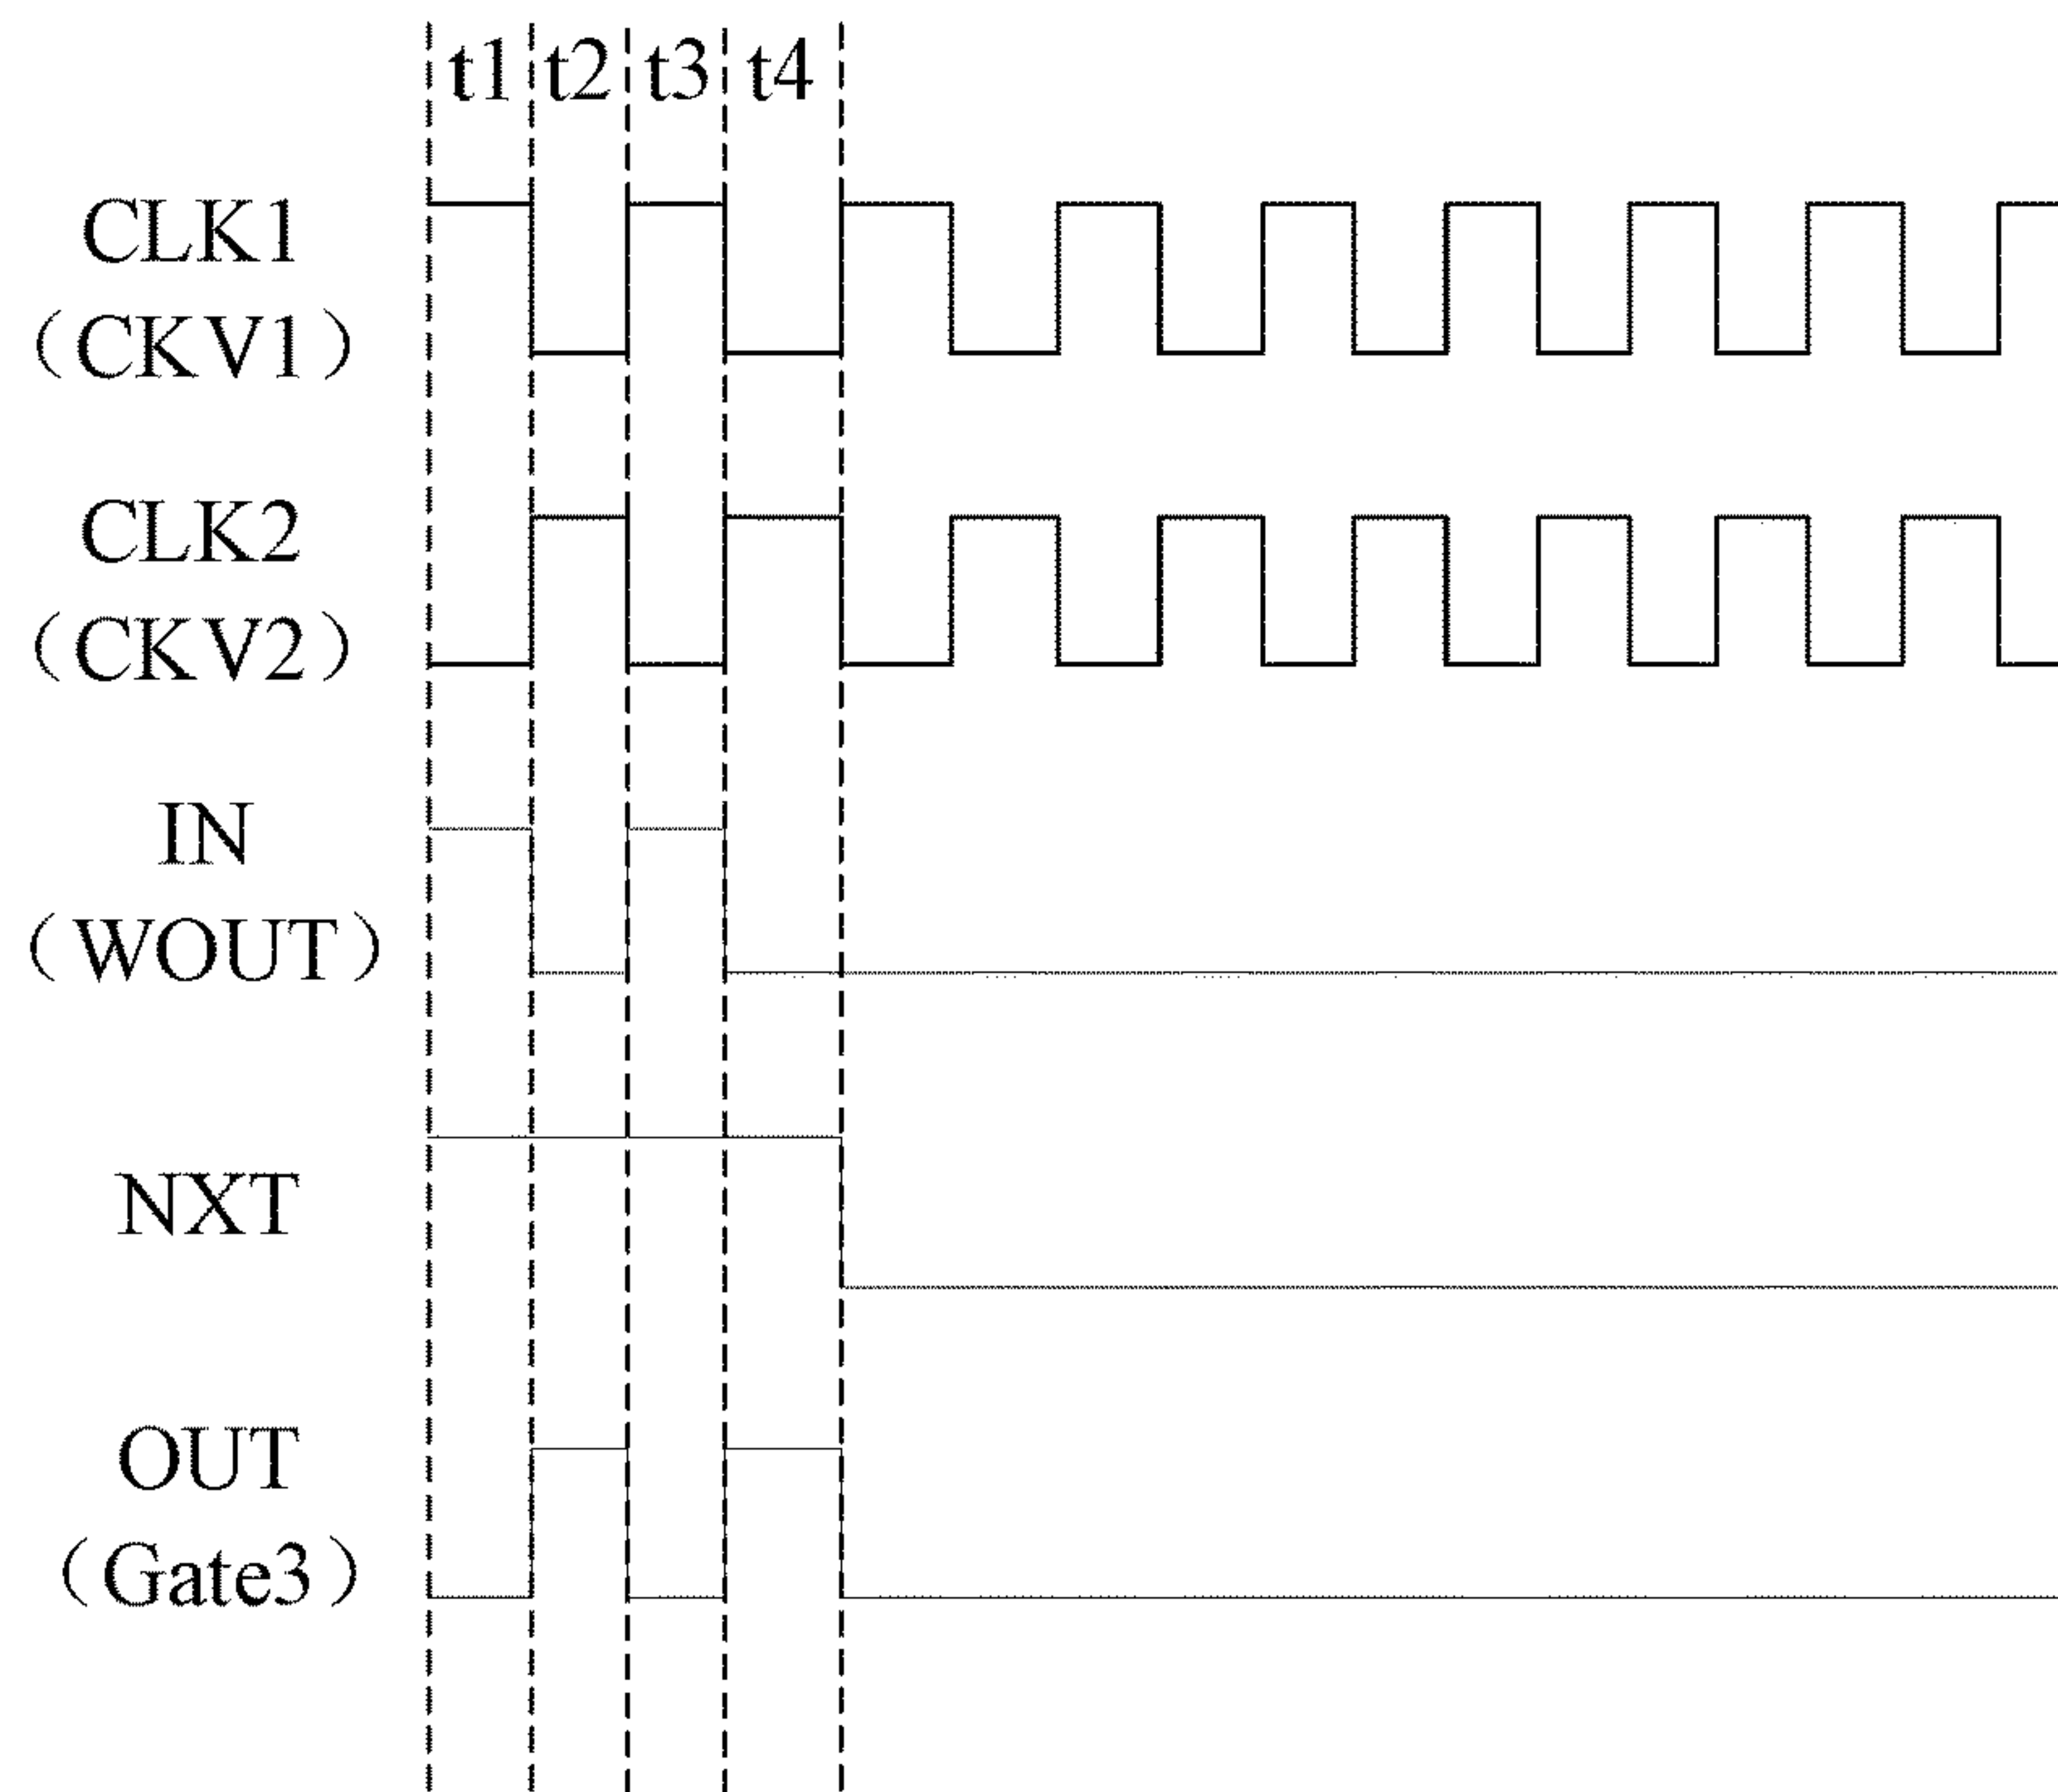 t1 t2 t3 t4
CLK1
（CKV1）
CLK2
（CKV2）
IN
（WOUT）
NXT
OUT
（Gate3）